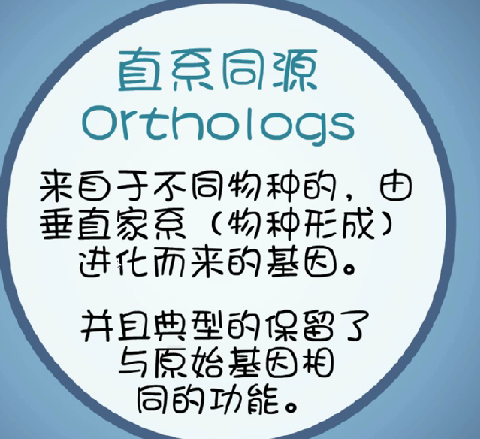 直系同源
Orthologs
来自于不同物种的，由
垂直家系（物种形成）
进化而来的基因。
并且典型的保留了
与原始基因相
同的功能。